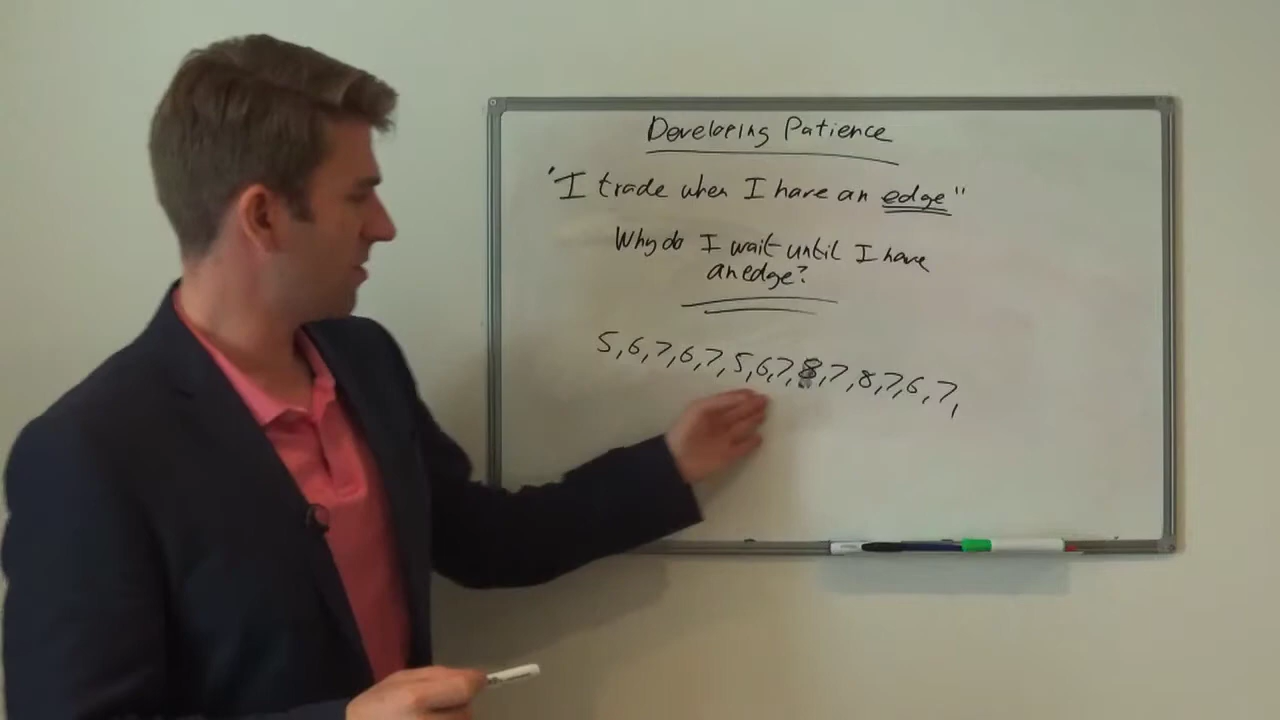 Developing Patience
'I trade when I have an edge"
Why do I wait until I have
an edge?
5,6,7,6,7,5,6,7,8,7,8,7,6,7,